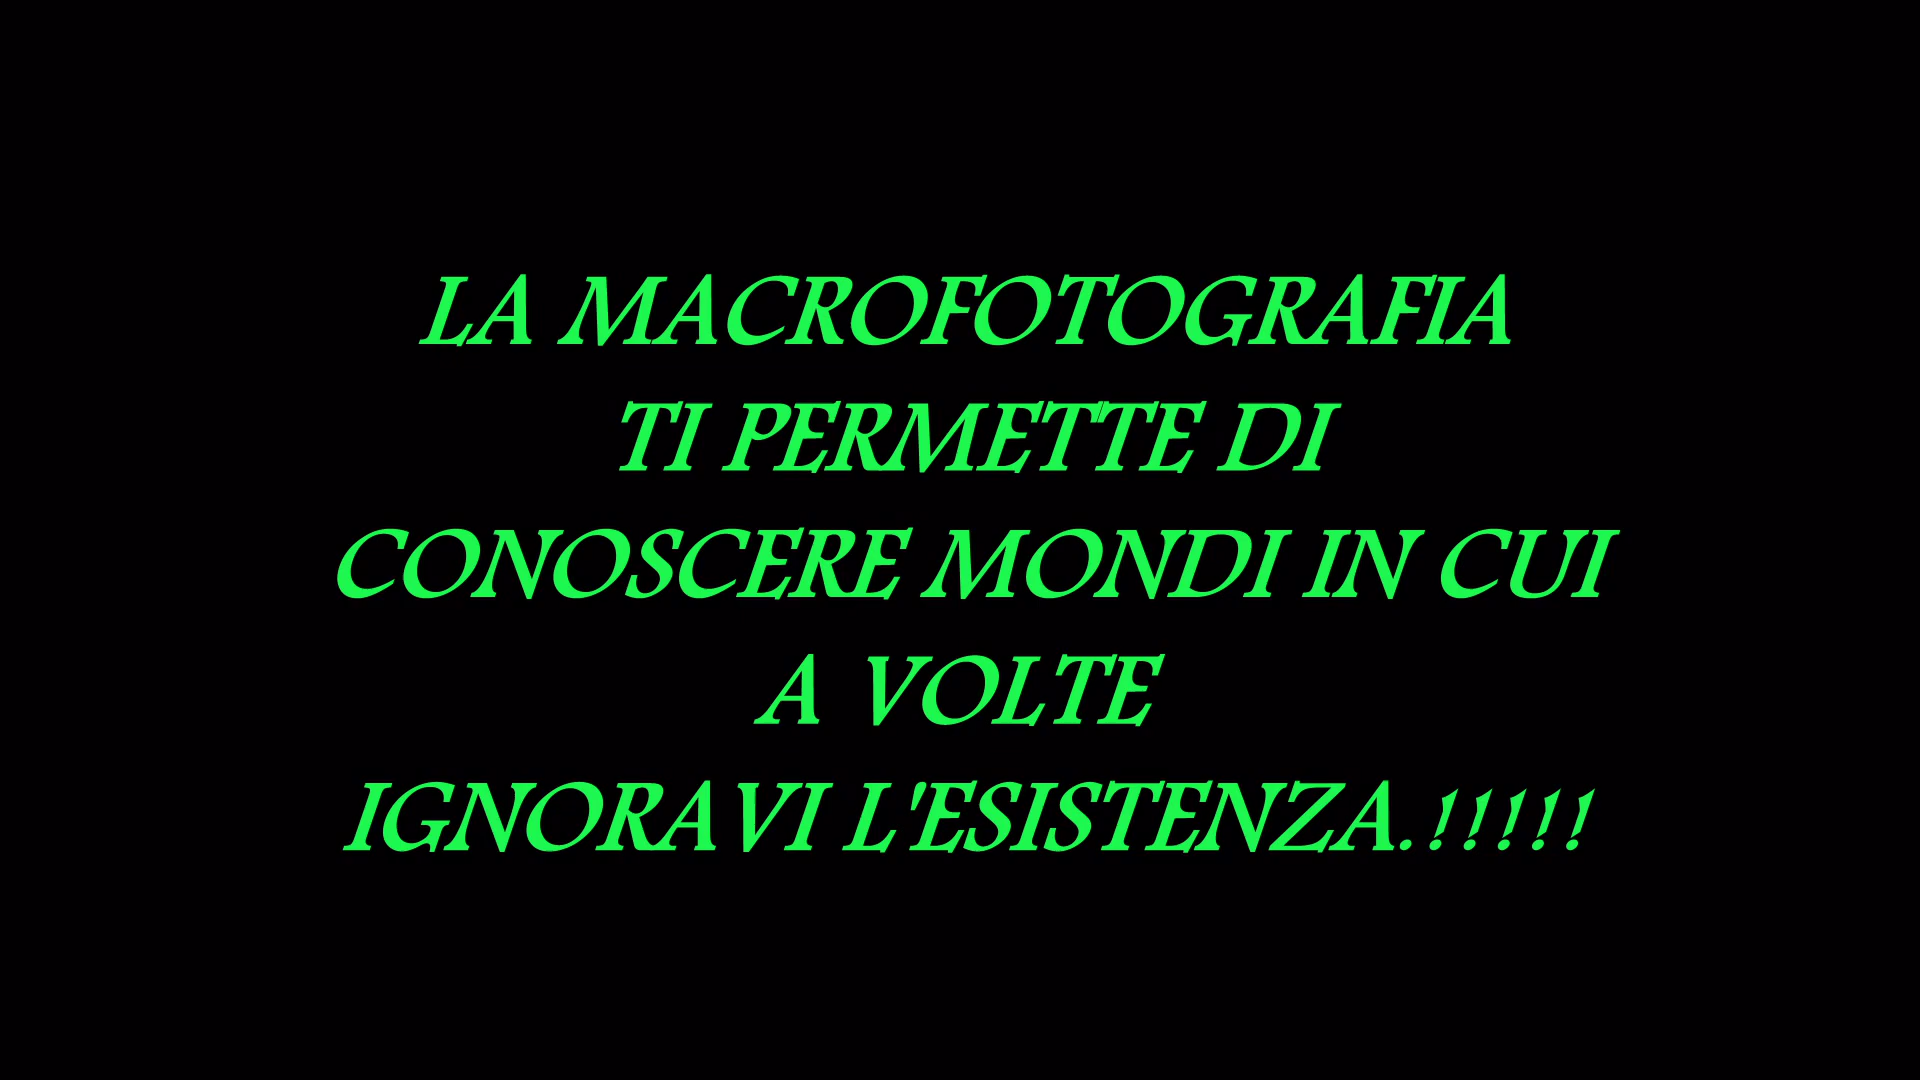 LA MACROFOTOGRAFIA
TI PERMETTE DI
CONOSCERE MONDI IN CUI
A VOLTE
IGNORAVI L'ESISTENZA.!!!!!